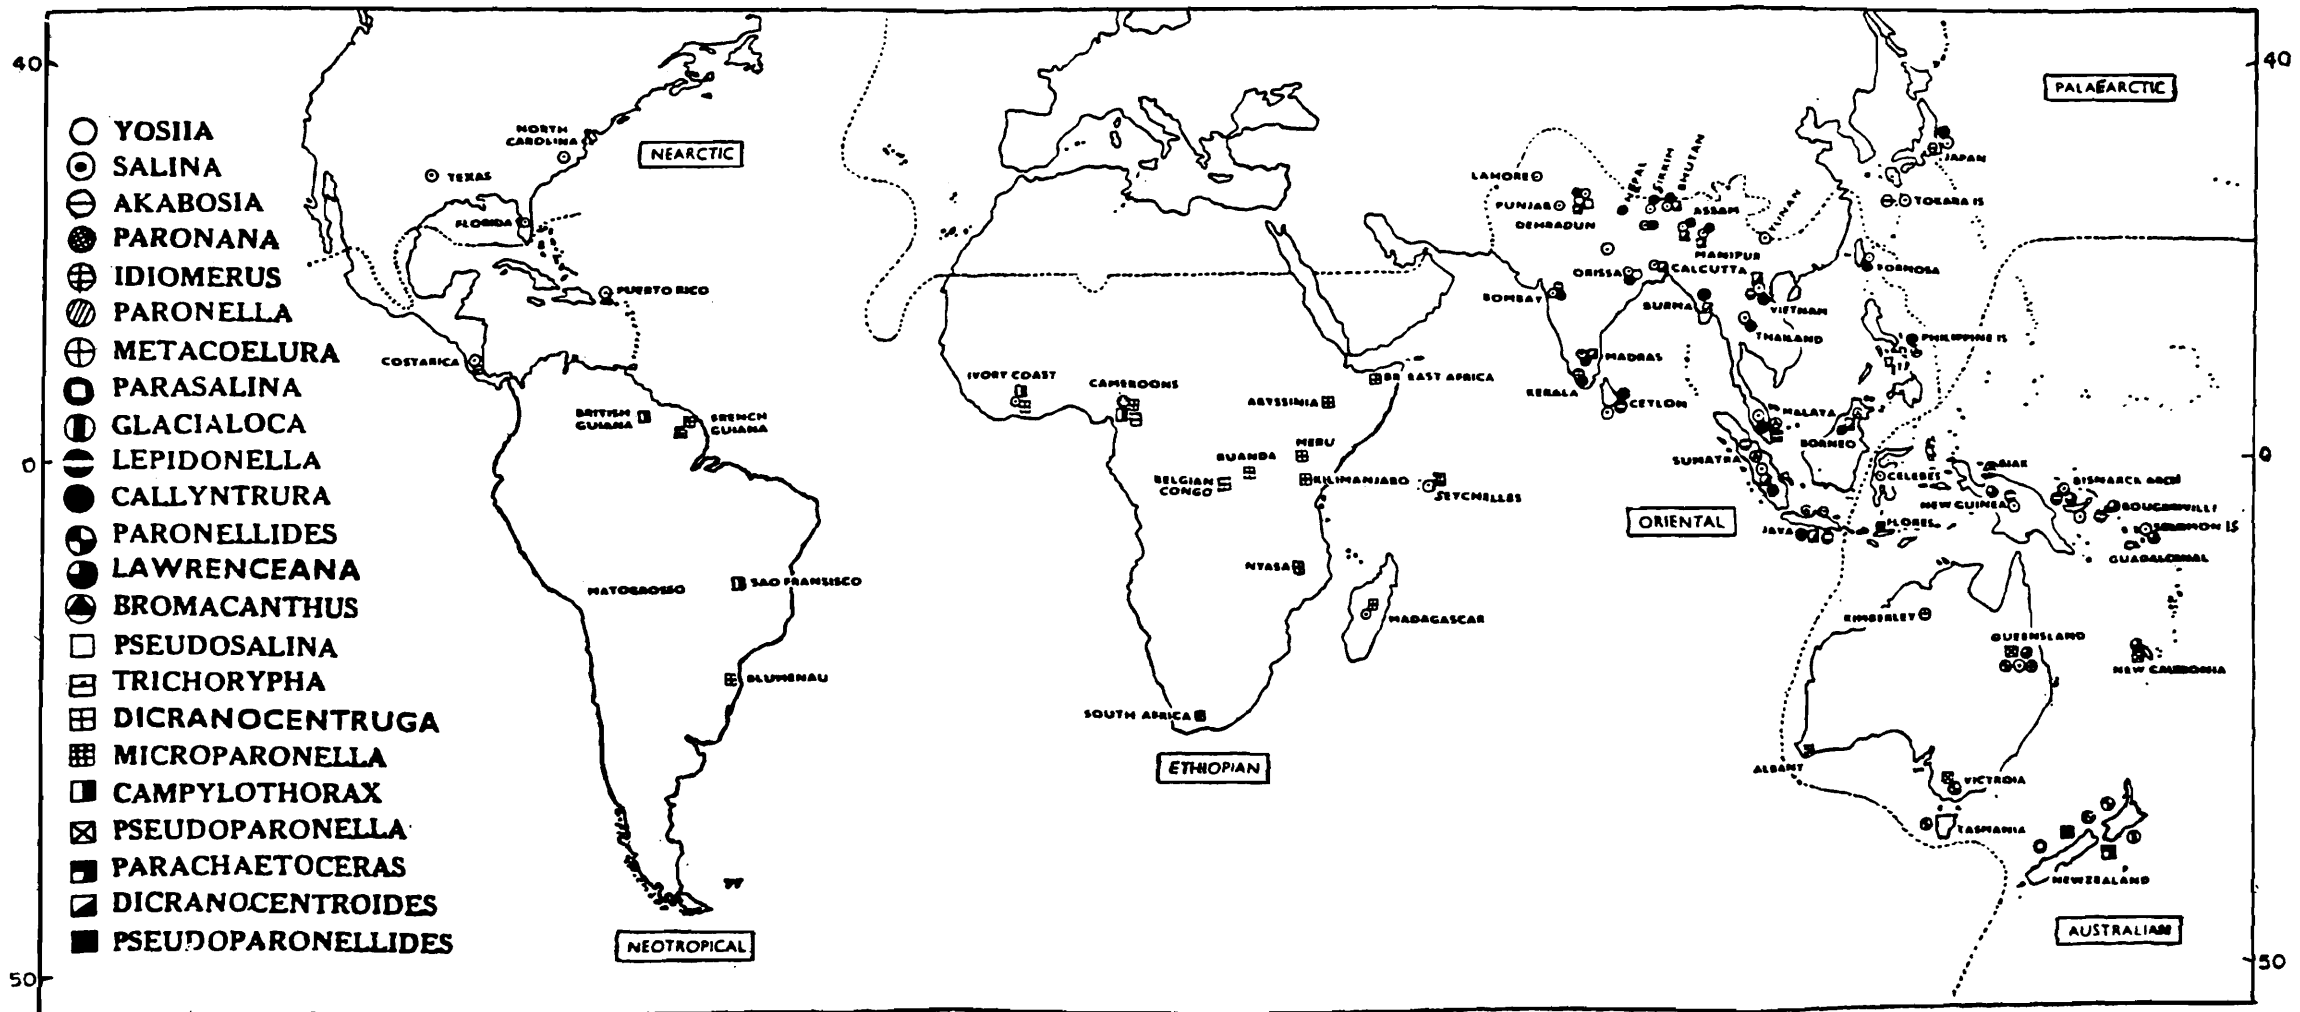 40
40
PALAEARCTIC
NEARCTIC
YOSIIA
SALINA
AKABOSIA
PARONANA
IDIOMERUS
PARONELLA
METACOELURA
PARASALINA
GLACIALOCA
LEPIDONELLA
CALLYNTRURA
PARONELLIDES
LAWRENCEANA
BROMACANTHUS
PSEUDOSALINA
TRICHORYPHA
DICRANOCENTRUGA
MICROPARONELLA
CAMPYLOTHORAX
PSEUDOPARONELLA
PARACHAETOCERAS
DICRANOCENTROIDES
PSEUDOPARONELLIDES
NORTH
CAROLINA
TEXAS
FLORIDA
PUERTO RICO
COSTARICA
BRITISH
GUIANA
FRENCH
GUIANA
MATOGROSSO
SAO FRANSISCO
BLUMENAU
NEOTROPICAL
IVORY COAST
CAMEROONS
BR EAST AFRICA
ABYSSINIA
MERU
RUANDA
BELGIAN
CONGO
KILIMANJARO
SEYCHELLES
NYASA
MADAGASCAR
SOUTH AFRICA
ETHIOPIAN
LAHORE
PUNJAB
DEHRADUN
NEPAL
SIKKIM
BHUTAN
ASSAM
YUNAN
MANIPUR
ORISSA
CALCUTTA
BOMBAY
BURMA
VIETNAM
THAILAND
MADRAS
KERALA
CEYLON
JAPAN
TOKARA IS
FORMOSA
PHILIPPINE IS
MALAYA
BORNEO
SUMATRA
CELEBES
BIAK
BISMARCK ARCH
NEW GUINEA
BOUGAINVILLE
FLORES
SOLOMON IS
JAVA
GUADALCANAL
ORIENTAL
KIMBERLEY
QUEENSLAND
NEW CALEDONIA
ALBANY
VICTROIA
TASMANIA
NEWZEALAND
AUSTRALIAN
0
0
50
50